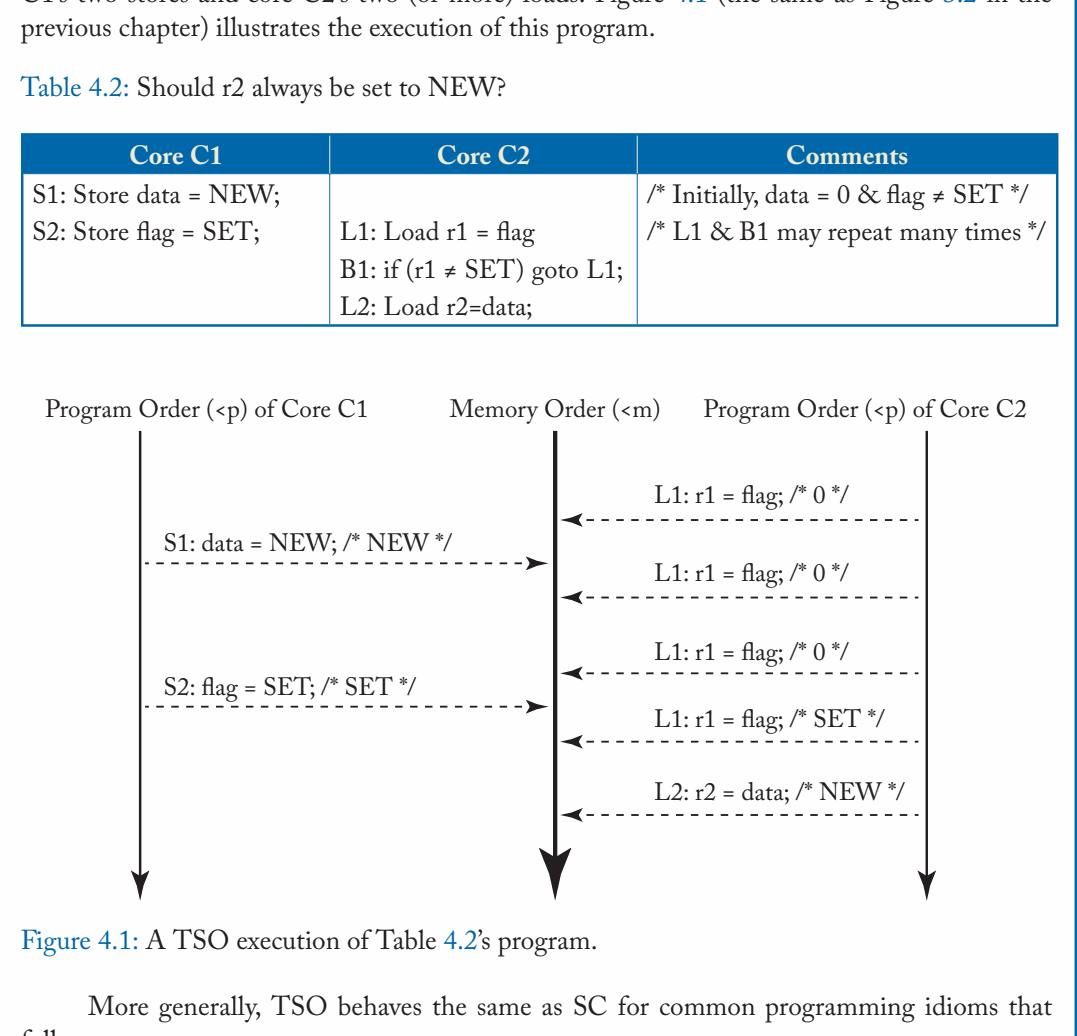 previous chapter) illustrates the execution of this program.
Table 4.2: Should r2 always be set to NEW?
Core C1 Core C2 Comments
S1: Store data = NEW; /* Initially, data = 0 & flag ≠ SET */
S2: Store flag = SET; L1: Load r1 = flag /* L1 & B1 may repeat many times */
B1: if (r1 ≠ SET) goto L1;
L2: Load r2=data;
Program Order (<p) of Core C1 Memory Order (<m) Program Order (<p) of Core C2
L1: r1 = flag; /* 0 */
S1: data = NEW; /* NEW */
L1: r1 = flag; /* 0 */
L1: r1 = flag; /* 0 */
S2: flag = SET; /* SET */
L1: r1 = flag; /* SET */
L2: r2 = data; /* NEW */
Figure 4.1: A TSO execution of Table 4.2's program.
More generally, TSO behaves the same as SC for common programming idioms that